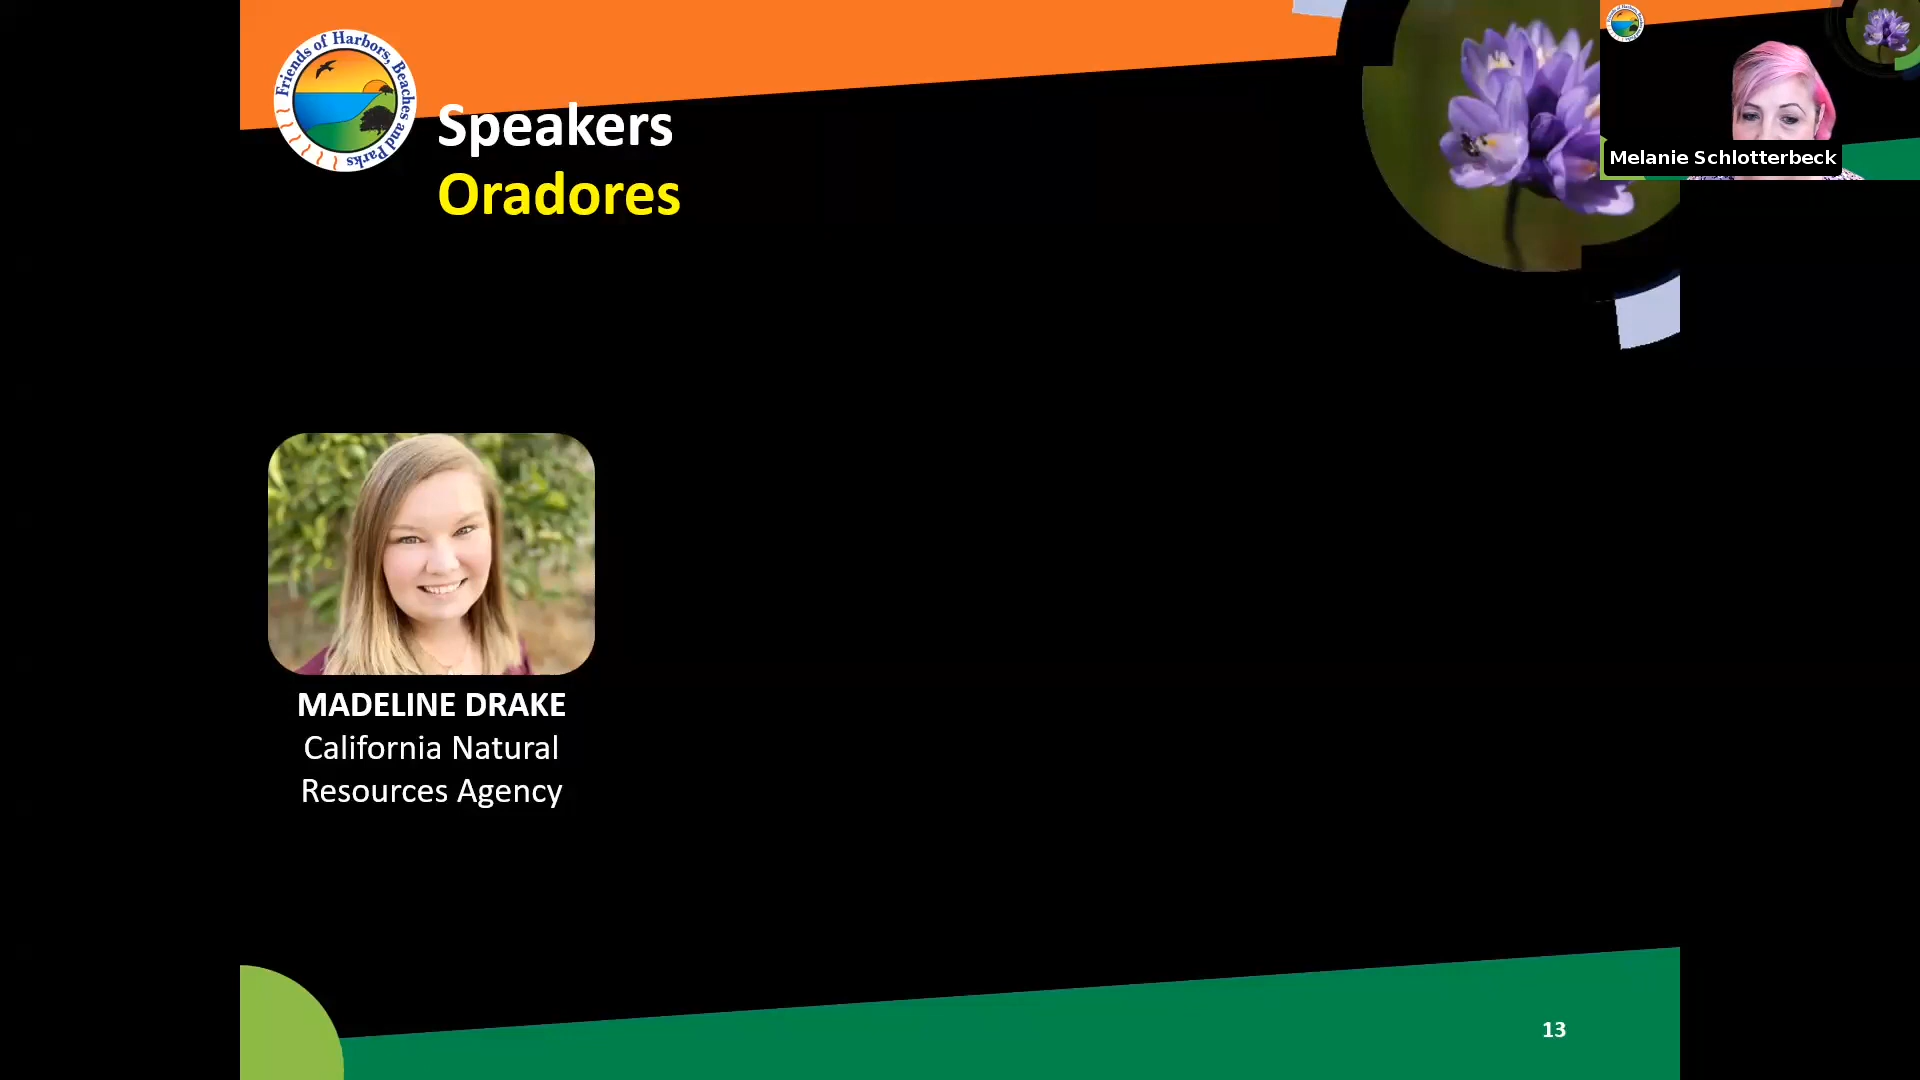 Friends of Harbors, Beaches and Parks
Speakers
Oradores
Melanie Schlotterbeck
MADELINE DRAKE
California Natural
Resources Agency
13